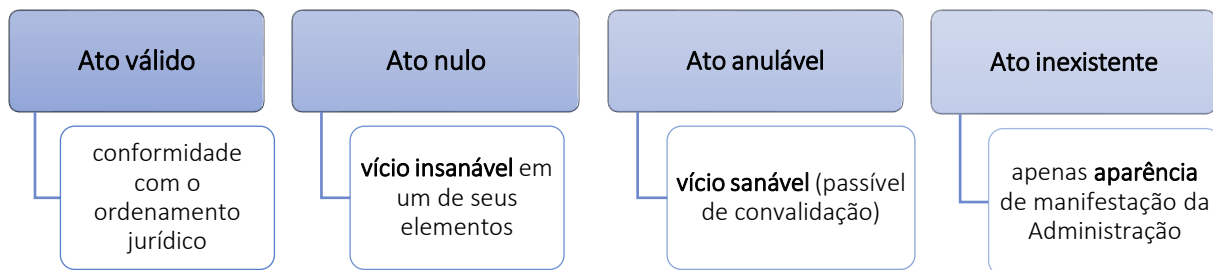 Ato válido
conformidade
com o
ordenamento
jurídico
Ato nulo
vício insanável em
um de seus
elementos
Ato anulável
vício sanável (passível
de convalidação)
Ato inexistente
apenas aparência
de manifestação da
Administração